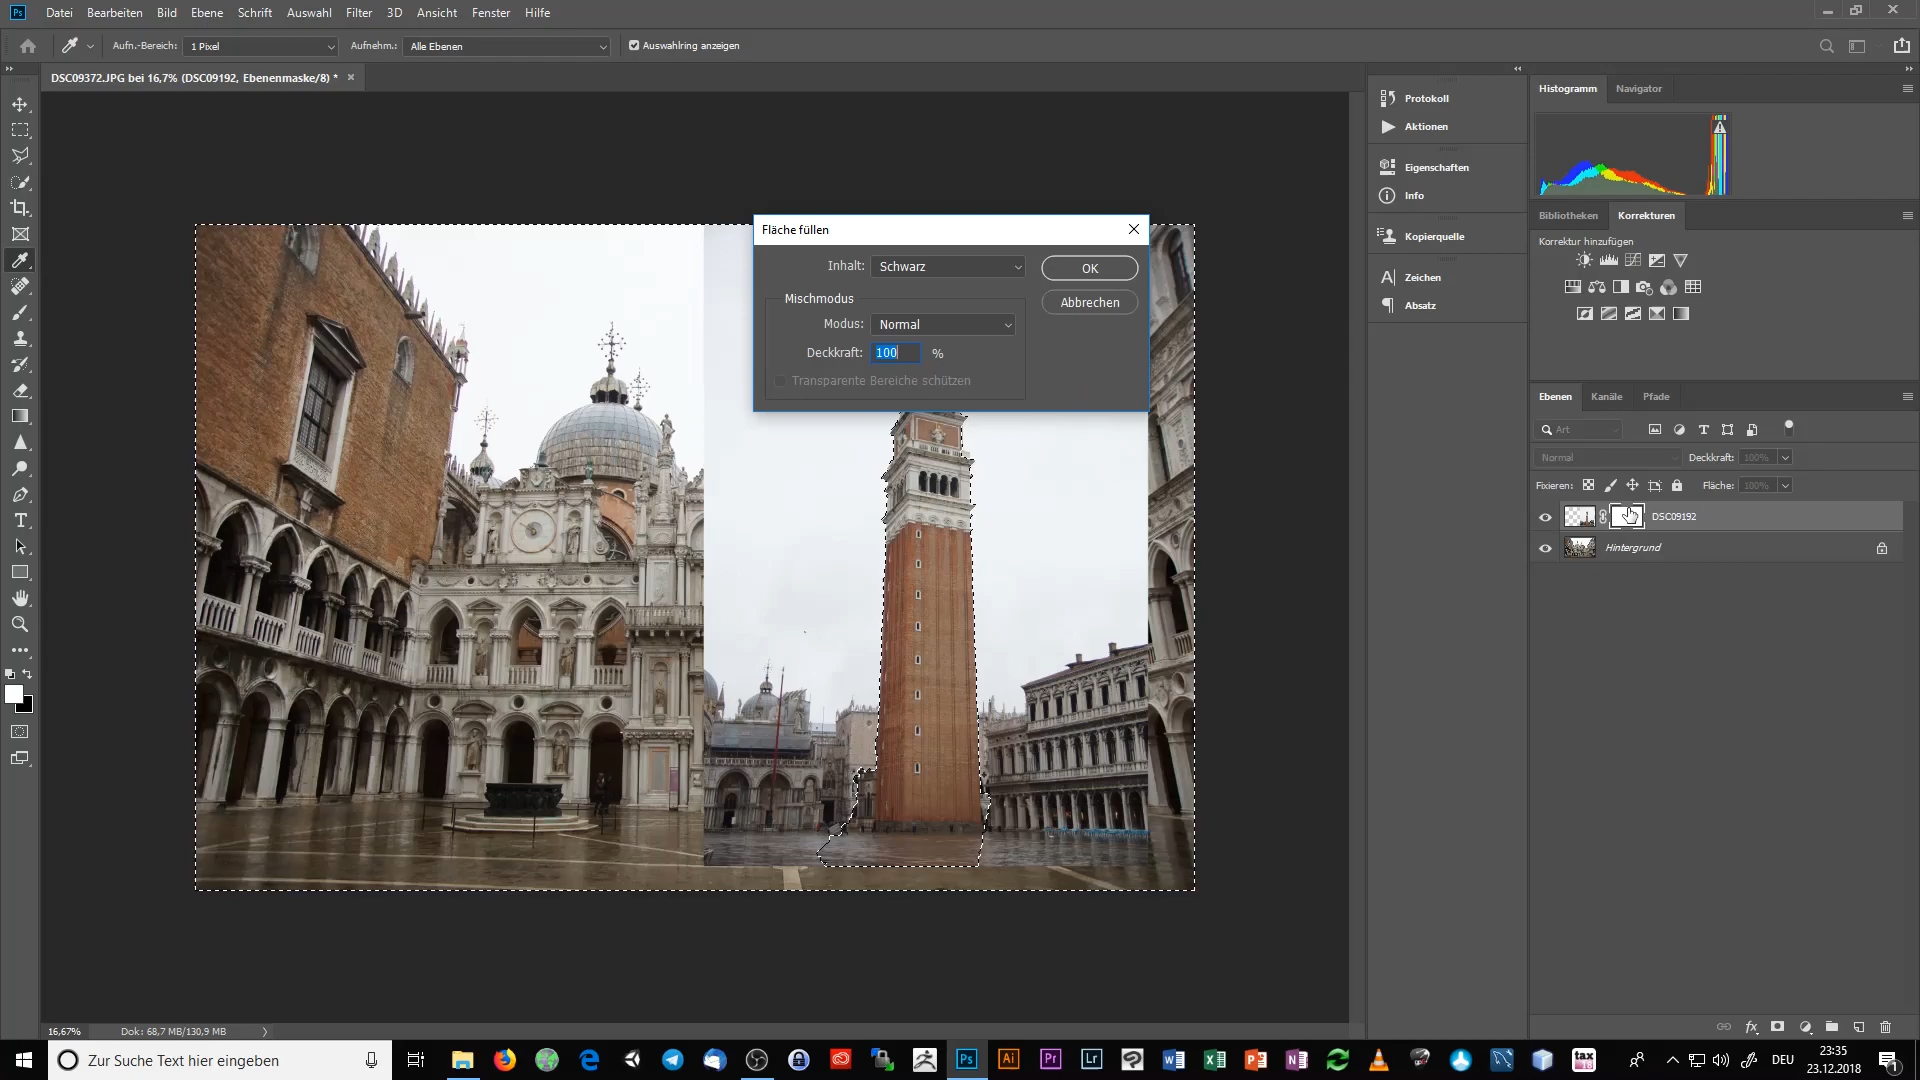 Ps Datei Bearbeiten Bild Ebene Schrift Auswahl Filter 3D Ansicht Fenster Hilfe
Aufn.-Bereich: 1 Pixel Aufnehm.: Alle Ebenen Auswahlring anzeigen
DSC09372.JPG bei 16,7% (DSC09192, Ebenenmaske/8) *
Fläche füllen
Inhalt: Schwarz
OK
Mischmodus
Abbrechen
Modus: Normal
Deckkraft: 100 %
Transparente Bereiche schützen
Protokoll
Aktionen
Eigenschaften
Info
Kopierquelle
Zeichen
Absatz
Histogramm Navigator
Bibliotheken Korrekturen
Korrektur hinzufügen
Ebenen Kanäle Pfade
Art
Normal Deckkraft: 100%
Fixieren: Fläche: 100%
DSC09192
Hintergrund
16,67% Dok: 68,7 MB/130,9 MB
Zur Suche Text hier eingeben
DEU
23:35
23.12.2018